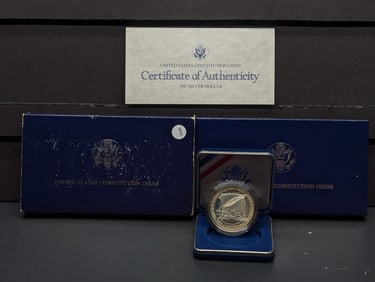 UNITED STATES CONSTITUTION COINS
Certificate of Authenticity
1987 SILVER DOLLAR
UNITED STATES CONSTITUTION COINS
CONSTITUTION COINS